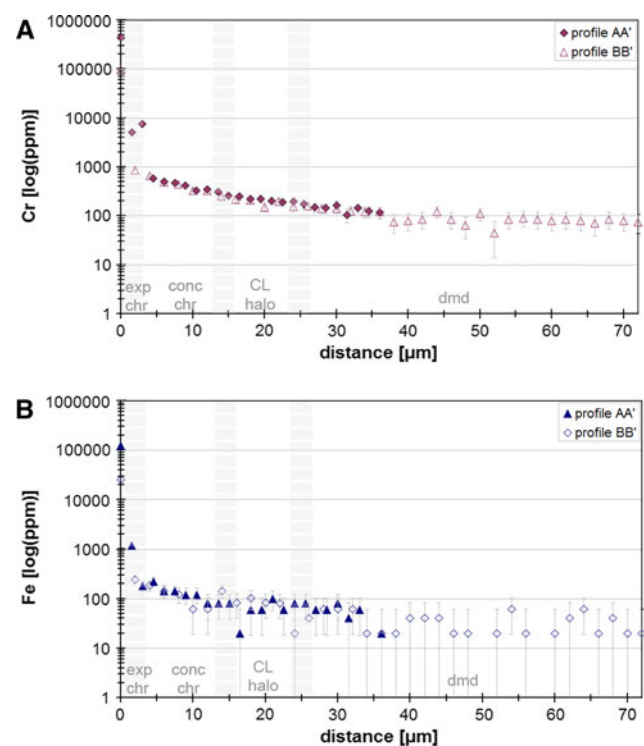 A
1000000
100000
10000
1000
100
10
1
Cr [log(ppm)]
profile AA'
profile BB'
exp
chr
conc
chr
CL
halo
dmd
0 10 20 30 40 50 60 70
distance [µm]
B
1000000
100000
10000
1000
100
10
1
Fe [log(ppm)]
profile AA'
profile BB'
exp
chr
conc
chr
CL
halo
dmd
0 10 20 30 40 50 60 70
distance [µm]